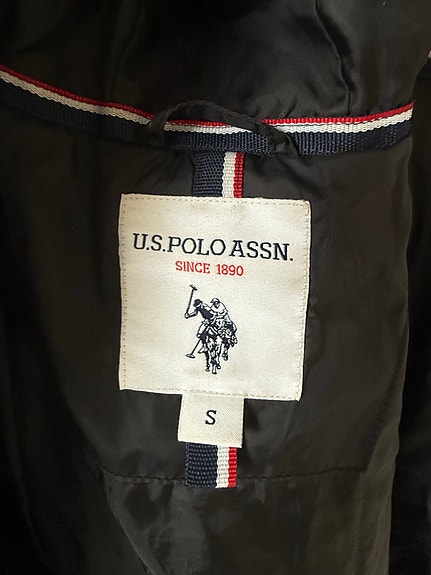 U.S. POLO ASSN.
SINCE 1890
S